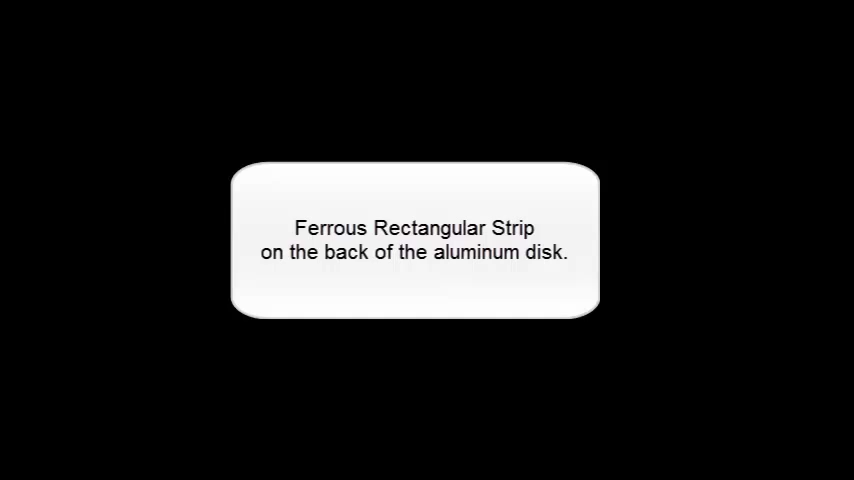 Ferrous Rectangular Strip
on the back of the aluminum disk.